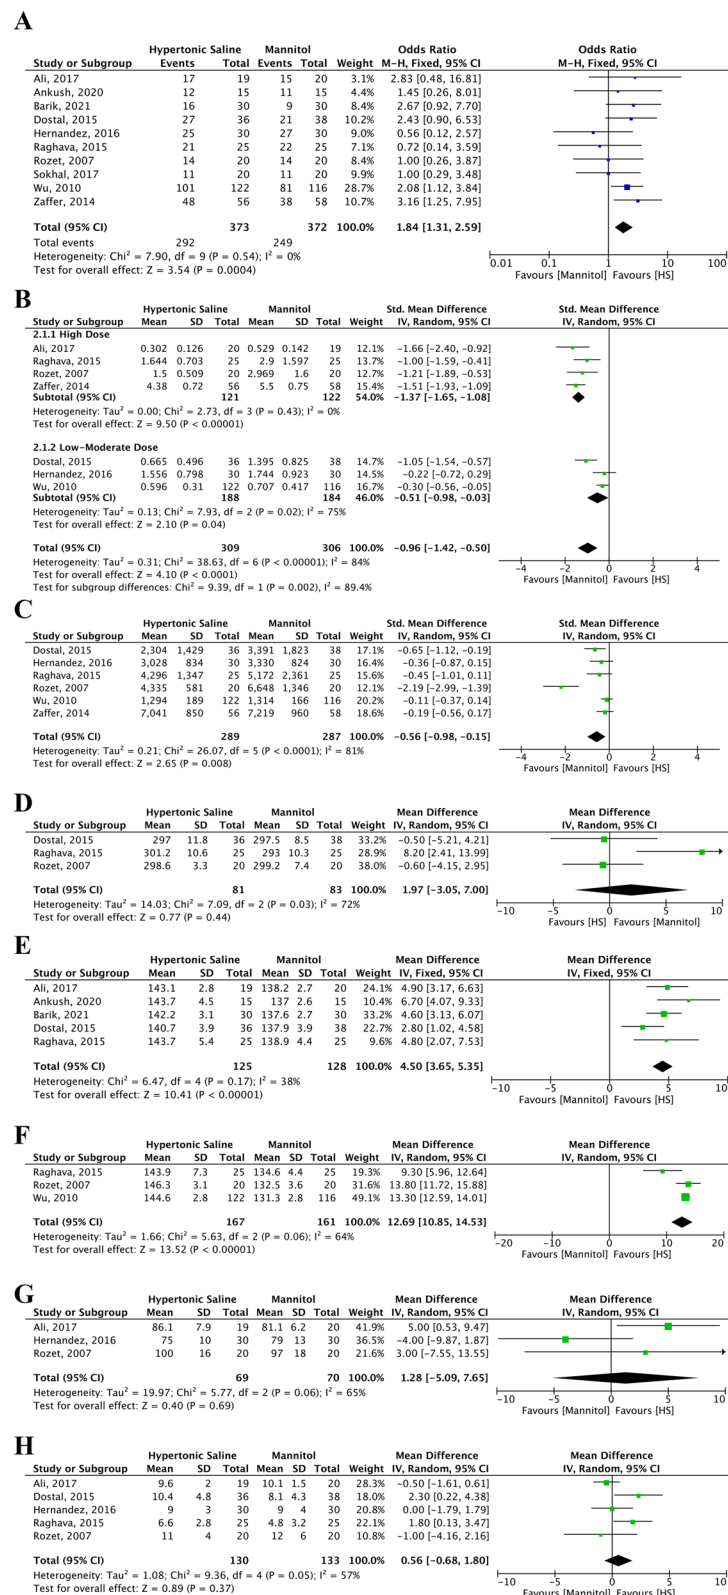 A
Hypertonic Saline Mannitol Odds Ratio Odds Ratio
Study or Subgroup Events Total Events Total Weight M-H, Fixed, 95% CI M-H, Fixed, 95% CI
Ali, 2017 17 19 15 20 3.1% 2.83 [0.48, 16.81]
Ankush, 2020 12 15 11 15 4.4% 1.45 [0.26, 8.01]
Barik, 2021 16 30 9 30 8.4% 2.67 [0.92, 7.70]
Dostal, 2015 27 36 21 38 10.2% 2.43 [0.90, 6.53]
Hernandez, 2016 25 30 27 30 9.0% 0.56 [0.12, 2.57]
Raghava, 2015 21 25 22 25 7.1% 0.72 [0.14, 3.59]
Rozet, 2007 14 20 14 20 8.4% 1.00 [0.26, 3.87]
Sokhal, 2017 11 20 11 20 9.9% 1.00 [0.29, 3.48]
Wu, 2010 101 122 81 116 28.7% 2.08 [1.12, 3.84]
Zaffer, 2014 48 56 38 58 10.7% 3.16 [1.25, 7.95]
Total (95% CI) 373 372 100.0% 1.84 [1.31, 2.59]
Total events 292 249
Heterogeneity: Chi² = 7.90, df = 9 (P = 0.54); I² = 0%
Test for overall effect: Z = 3.54 (P = 0.0004)
0.01 0.1 1 10 100
Favours [Mannitol] Favours [HS]
B
Hypertonic Saline Mannitol Std. Mean Difference Std. Mean Difference
Study or Subgroup Mean SD Total Mean SD Total Weight IV, Random, 95% CI IV, Random, 95% CI
2.1.1 High Dose
Ali, 2017 0.302 0.126 20 0.529 0.142 19 12.1% -1.66 [-2.40, -0.92]
Raghava, 2015 1.644 0.703 25 2.9 1.597 25 14.0% -1.00 [-1.59, -0.41]
Rozet, 2007 1.5 0.509 20 2.969 1.6 20 12.9% -1.21 [-1.89, -0.53]
Zaffer, 2014 4.38 0.72 56 5.5 0.75 58 15.4% -1.51 [-1.93, -1.09]
Subtotal (95% CI) 121 122 54.0% -1.37 [-1.65, -1.08]
Heterogeneity: Tau² = 0.00; Chi² = 2.73, df = 3 (P = 0.43); I² = 0%
Test for overall effect: Z = 9.50 (P < 0.00001)
2.1.2 Low-Moderate Dose
Dostal, 2015 0.665 0.496 36 1.395 0.825 38 14.7% -1.05 [-1.54, -0.57]
Hernandez, 2016 1.556 0.798 30 1.744 0.923 30 14.5% -0.22 [-0.72, 0.29]
Wu, 2010 0.596 0.31 122 0.707 0.417 116 16.7% -0.30 [-0.56, -0.05]
Subtotal (95% CI) 188 184 46.0% -0.51 [-0.98, -0.03]
Heterogeneity: Tau² = 0.13; Chi² = 7.93, df = 2 (P = 0.02); I² = 75%
Test for overall effect: Z = 2.10 (P = 0.04)
Total (95% CI) 309 306 100.0% -0.96 [-1.42, -0.50]
Heterogeneity: Tau² = 0.31; Chi² = 38.63, df = 6 (P < 0.00001); I² = 84%
Test for overall effect: Z = 4.10 (P < 0.0001)
Test for subgroup differences: Chi² = 9.39, df = 1 (P = 0.002), I² = 89.4%
-4 -2 0 2 4
Favours [Mannitol] Favours [HS]
C
Hypertonic Saline Mannitol Std. Mean Difference Std. Mean Difference
Study or Subgroup Mean SD Total Mean SD Total Weight IV, Random, 95% CI IV, Random, 95% CI
Dostal, 2015 2,304 1,429 36 3,391 1,823 38 17.1% -0.65 [-1.12, -0.19]
Hernandez, 2016 3,028 834 30 3,330 824 30 16.4% -0.36 [-0.87, 0.15]
Raghava, 2015 4,296 1,347 25 5,172 2,361 25 15.5% -0.45 [-1.01, 0.11]
Rozet, 2007 4,335 581 20 6,648 1,346 20 12.1% -2.19 [-2.99, -1.39]
Wu, 2010 1,294 189 122 1,314 166 116 20.2% -0.11 [-0.37, 0.14]
Zaffer, 2014 7,041 850 56 7,219 960 58 18.6% -0.19 [-0.56, 0.17]
Total (95% CI) 289 287 100.0% -0.56 [-0.98, -0.15]
Heterogeneity: Tau² = 0.21; Chi² = 26.07, df = 5 (P < 0.0001); I² = 81%
Test for overall effect: Z = 2.65 (P = 0.008)
-4 -2 0 2 4
Favours [Mannitol] Favours [HS]
D
Hypertonic Saline Mannitol Mean Difference Mean Difference
Study or Subgroup Mean SD Total Mean SD Total Weight IV, Random, 95% CI IV, Random, 95% CI
Dostal, 2015 297 11.8 36 297.5 8.5 38 33.2% -0.50 [-5.21, 4.21]
Raghava, 2015 301.2 10.6 25 293 10.3 25 28.9% 8.20 [2.41, 13.99]
Rozet, 2007 298.6 3.3 20 299.2 7.4 20 38.0% -0.60 [-4.15, 2.95]
Total (95% CI) 81 83 100.0% 1.97 [-3.05, 7.00]
Heterogeneity: Tau² = 14.03; Chi² = 7.09, df = 2 (P = 0.03); I² = 72%
Test for overall effect: Z = 0.77 (P = 0.44)
-10 -5 0 5 10
Favours [HS] Favours [Mannitol]
E
Hypertonic Saline Mannitol Mean Difference Mean Difference
Study or Subgroup Mean SD Total Mean SD Total Weight IV, Fixed, 95% CI IV, Fixed, 95% CI
Ali, 2017 143.1 2.8 19 138.2 2.7 20 24.1% 4.90 [3.17, 6.63]
Ankush, 2020 143.7 4.5 15 137 2.6 15 10.4% 6.70 [4.07, 9.33]
Barik, 2021 142.2 3.1 30 137.6 2.7 30 33.2% 4.60 [3.13, 6.07]
Dostal, 2015 140.7 3.9 36 137.9 3.9 38 22.7% 2.80 [1.02, 4.58]
Raghava, 2015 143.7 5.4 25 138.9 4.4 25 9.6% 4.80 [2.07, 7.53]
Total (95% CI) 125 128 100.0% 4.50 [3.65, 5.35]
Heterogeneity: Chi² = 6.47, df = 4 (P = 0.17); I² = 38%
Test for overall effect: Z = 10.41 (P < 0.00001)
-10 -5 0 5 10
Favours [Mannitol] Favours [HS]
F
Hypertonic Saline Mannitol Mean Difference Mean Difference
Study or Subgroup Mean SD Total Mean SD Total Weight IV, Random, 95% CI IV, Random, 95% CI
Raghava, 2015 143.9 7.3 25 134.6 4.4 25 19.3% 9.30 [5.96, 12.64]
Rozet, 2007 146.3 3.1 20 132.5 3.6 20 31.6% 13.80 [11.72, 15.88]
Wu, 2010 144.6 2.8 122 131.3 2.8 116 49.1% 13.30 [12.59, 14.01]
Total (95% CI) 167 161 100.0% 12.69 [10.85, 14.53]
Heterogeneity: Tau² = 1.66; Chi² = 5.63, df = 2 (P = 0.06); I² = 64%
Test for overall effect: Z = 13.52 (P < 0.00001)
-20 -10 0 10 20
Favours [Mannitol] Favours [HS]
G
Hypertonic Saline Mannitol Mean Difference Mean Difference
Study or Subgroup Mean SD Total Mean SD Total Weight IV, Random, 95% CI IV, Random, 95% CI
Ali, 2017 86.1 7.9 19 81.1 6.2 20 41.9% 5.00 [0.53, 9.47]
Hernandez, 2016 75 10 30 79 13 30 36.5% -4.00 [-9.87, 1.87]
Rozet, 2007 100 16 20 97 18 20 21.6% 3.00 [-7.55, 13.55]
Total (95% CI) 69 70 100.0% 1.28 [-5.09, 7.65]
Heterogeneity: Tau² = 19.97; Chi² = 5.77, df = 2 (P = 0.06); I² = 65%
Test for overall effect: Z = 0.40 (P = 0.69)
-10 -5 0 5 10
Favours [Mannitol] Favours [HS]
H
Hypertonic Saline Mannitol Mean Difference Mean Difference
Study or Subgroup Mean SD Total Mean SD Total Weight IV, Random, 95% CI IV, Random, 95% CI
Ali, 2017 9.6 2 19 10.1 1.5 20 28.3% -0.50 [-1.61, 0.61]
Dostal, 2015 10.4 4.8 36 8.1 4.3 38 17.7% 2.30 [0.22, 4.38]
Hernandez, 2016 9 3 30 9 4 30 20.8% 0.00 [-1.79, 1.79]
Raghava, 2015 6.6 2.8 25 4.8 3.2 25 22.3% 1.80 [0.13, 3.47]
Rozet, 2007 11 4 20 12 6 20 10.8% -1.00 [-4.16, 2.16]
Total (95% CI) 130 133 100.0% 0.56 [-0.68, 1.80]
Heterogeneity: Tau² = 1.08; Chi² = 9.36, df = 4 (P = 0.05); I² = 57%
Test for overall effect: Z = 0.89 (P = 0.37)
-10 -5 0 5 10
Favours [Mannitol] Favours [HS]